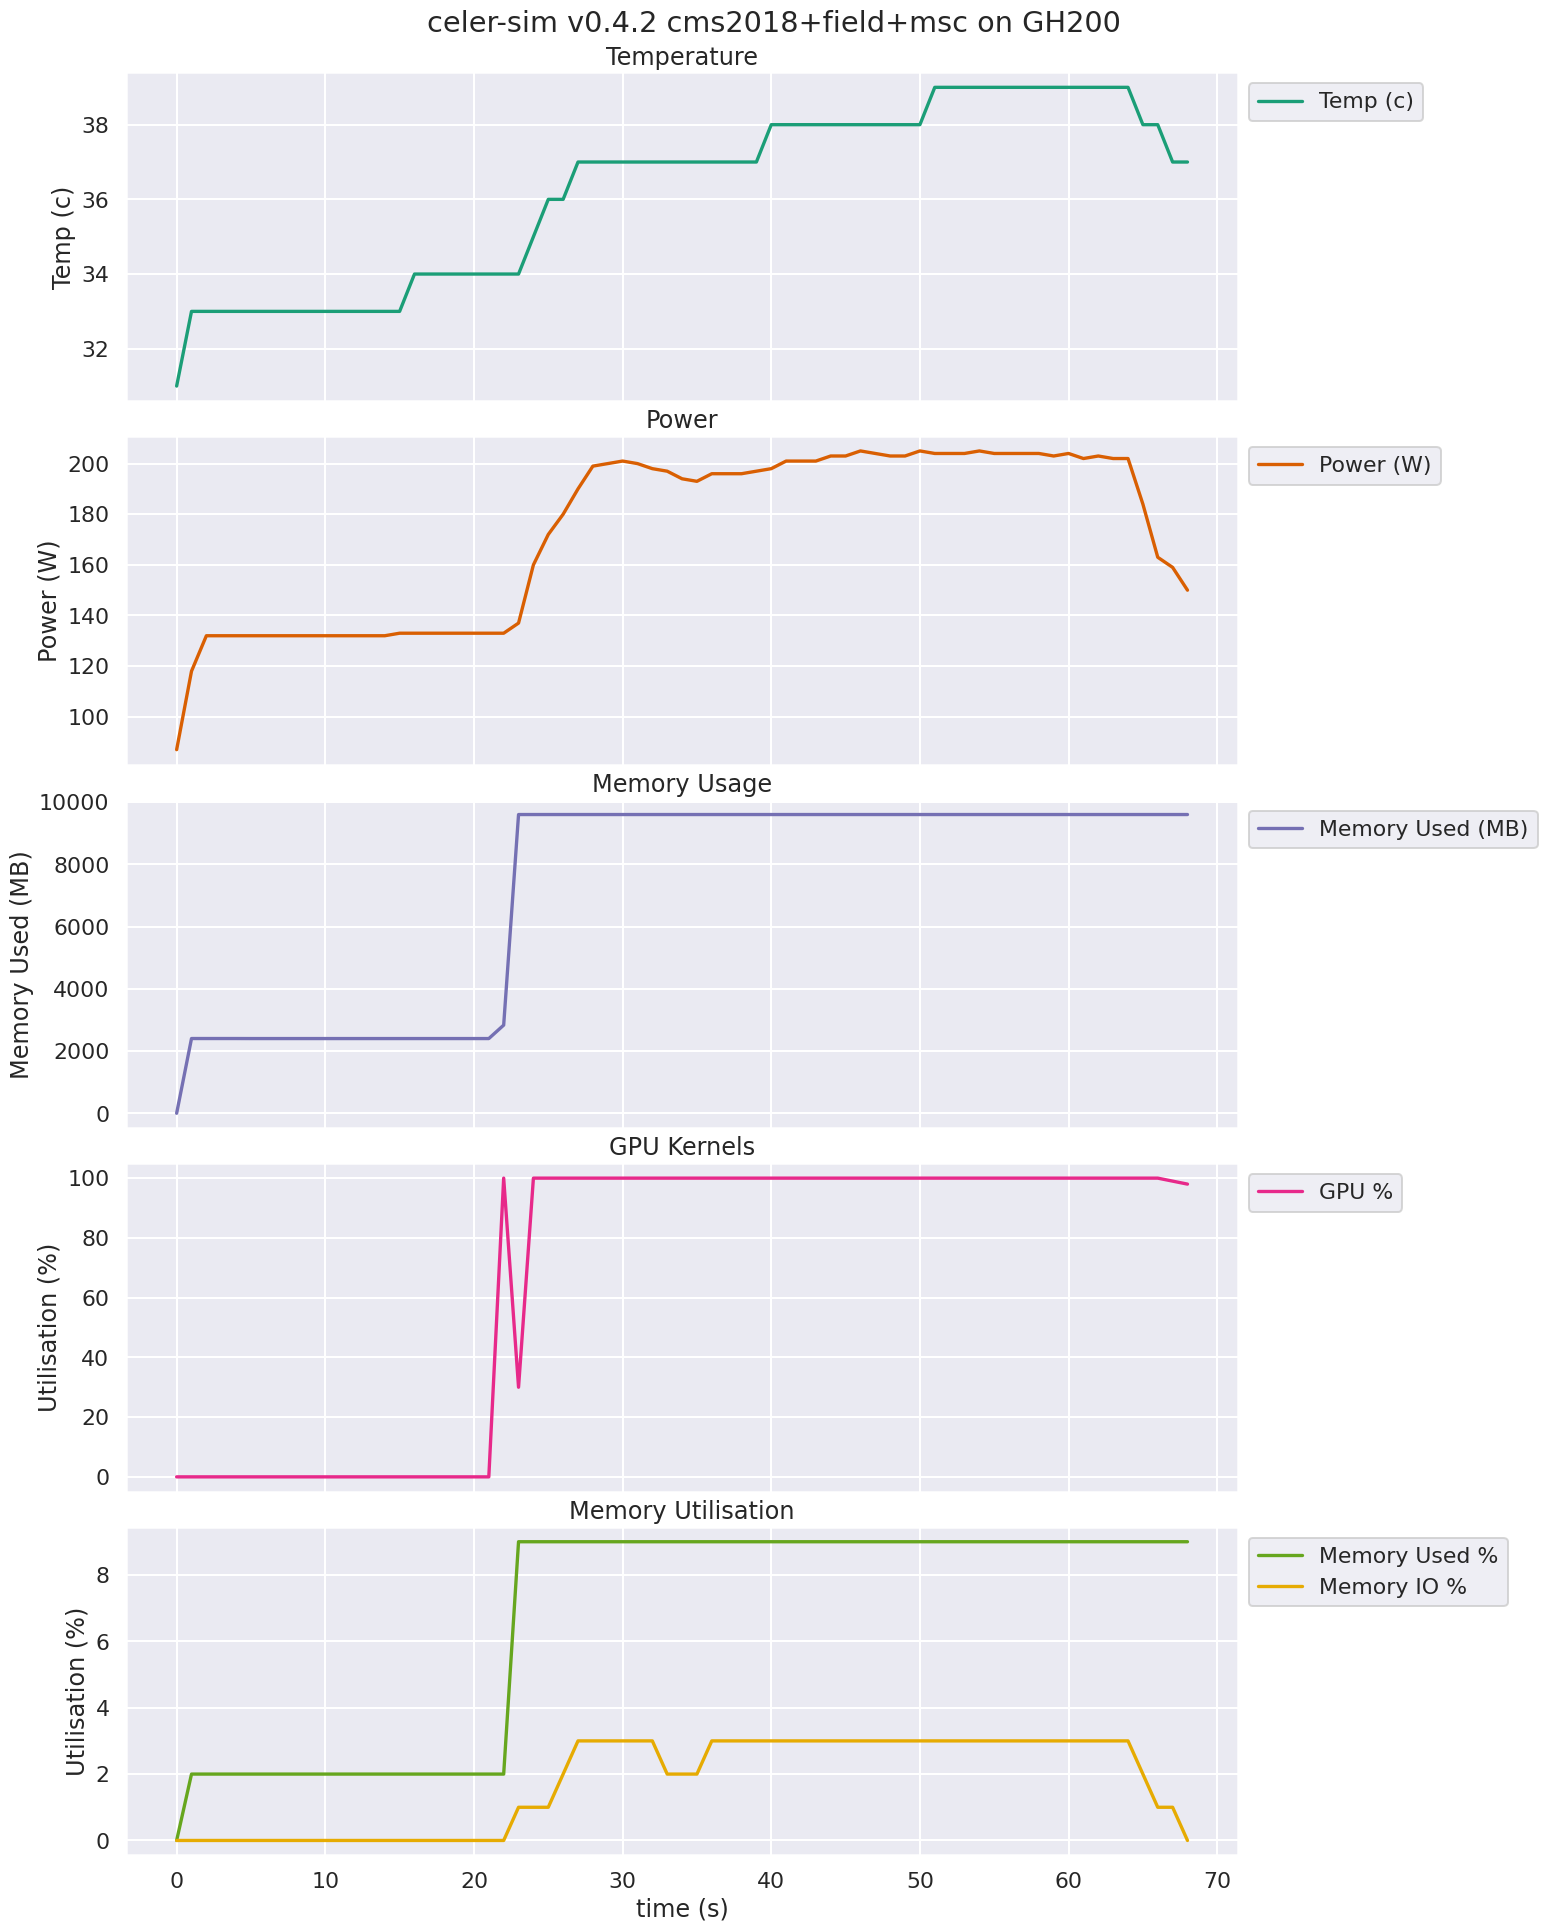 celer-sim v0.4.2 cms2018+field+msc on GH200
Temperature
Temp (c)
38
36
34
32
Temp (c)
Power
Power (W)
200
180
160
140
120
100
Power (W)
Memory Usage
Memory Used (MB)
10000
8000
6000
4000
2000
0
Memory Used (MB)
GPU Kernels
Utilisation (%)
100
80
60
40
20
0
GPU %
Memory Utilisation
Utilisation (%)
8
6
4
2
0
Memory Used %
Memory IO %
0 10 20 30 40 50 60 70
time (s)